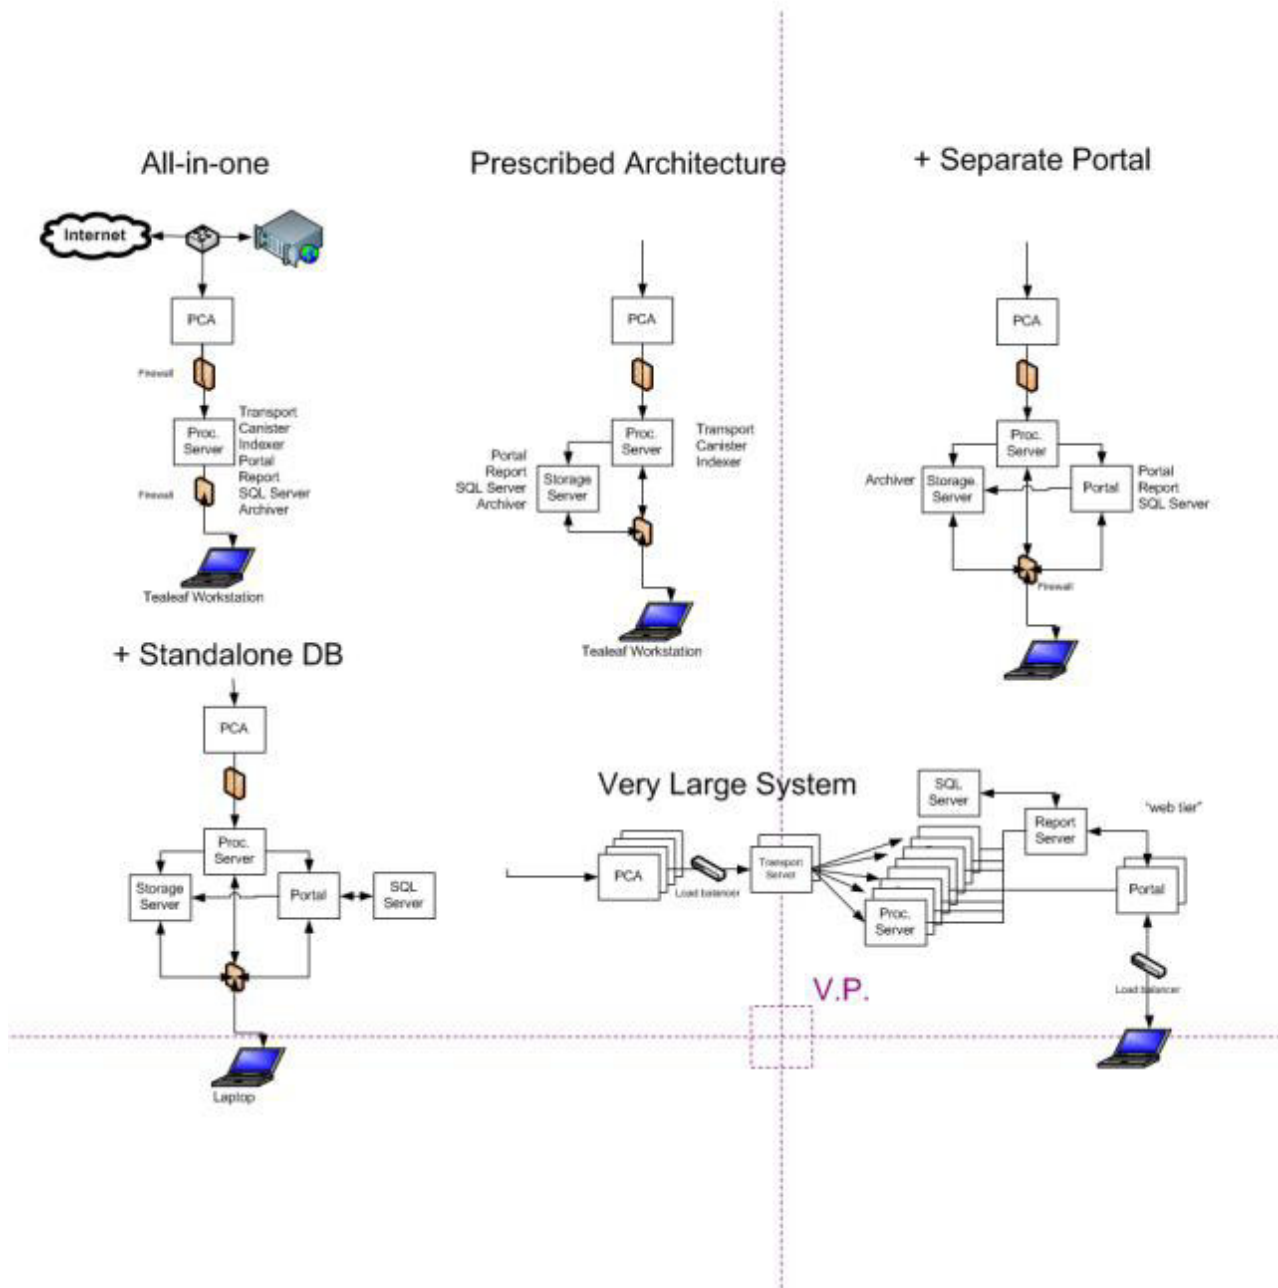 All-in-one
Internet
PCA
Firewall
Proc.
Server
Transport
Canister
Indexer
Portal
Report
SQL Server
Archiver
Firewall
Tealeaf Workstation
Prescribed Architecture
PCA
Proc.
Server
Transport
Canister
Indexer
Portal
Report
SQL Server
Archiver
Storage
Server
Tealeaf Workstation
+ Separate Portal
PCA
Proc.
Server
Archiver
Storage
Server
Portal
Portal
Report
SQL Server
Firewall
+ Standalone DB
PCA
Proc.
Server
Storage
Server
Portal
SQL
Server
Laptop
Very Large System
PCA
Load balancer
Transport
Server
SQL
Server
Report
Server
"web tier"
Proc.
Server
Portal
Load balancer
V.P.